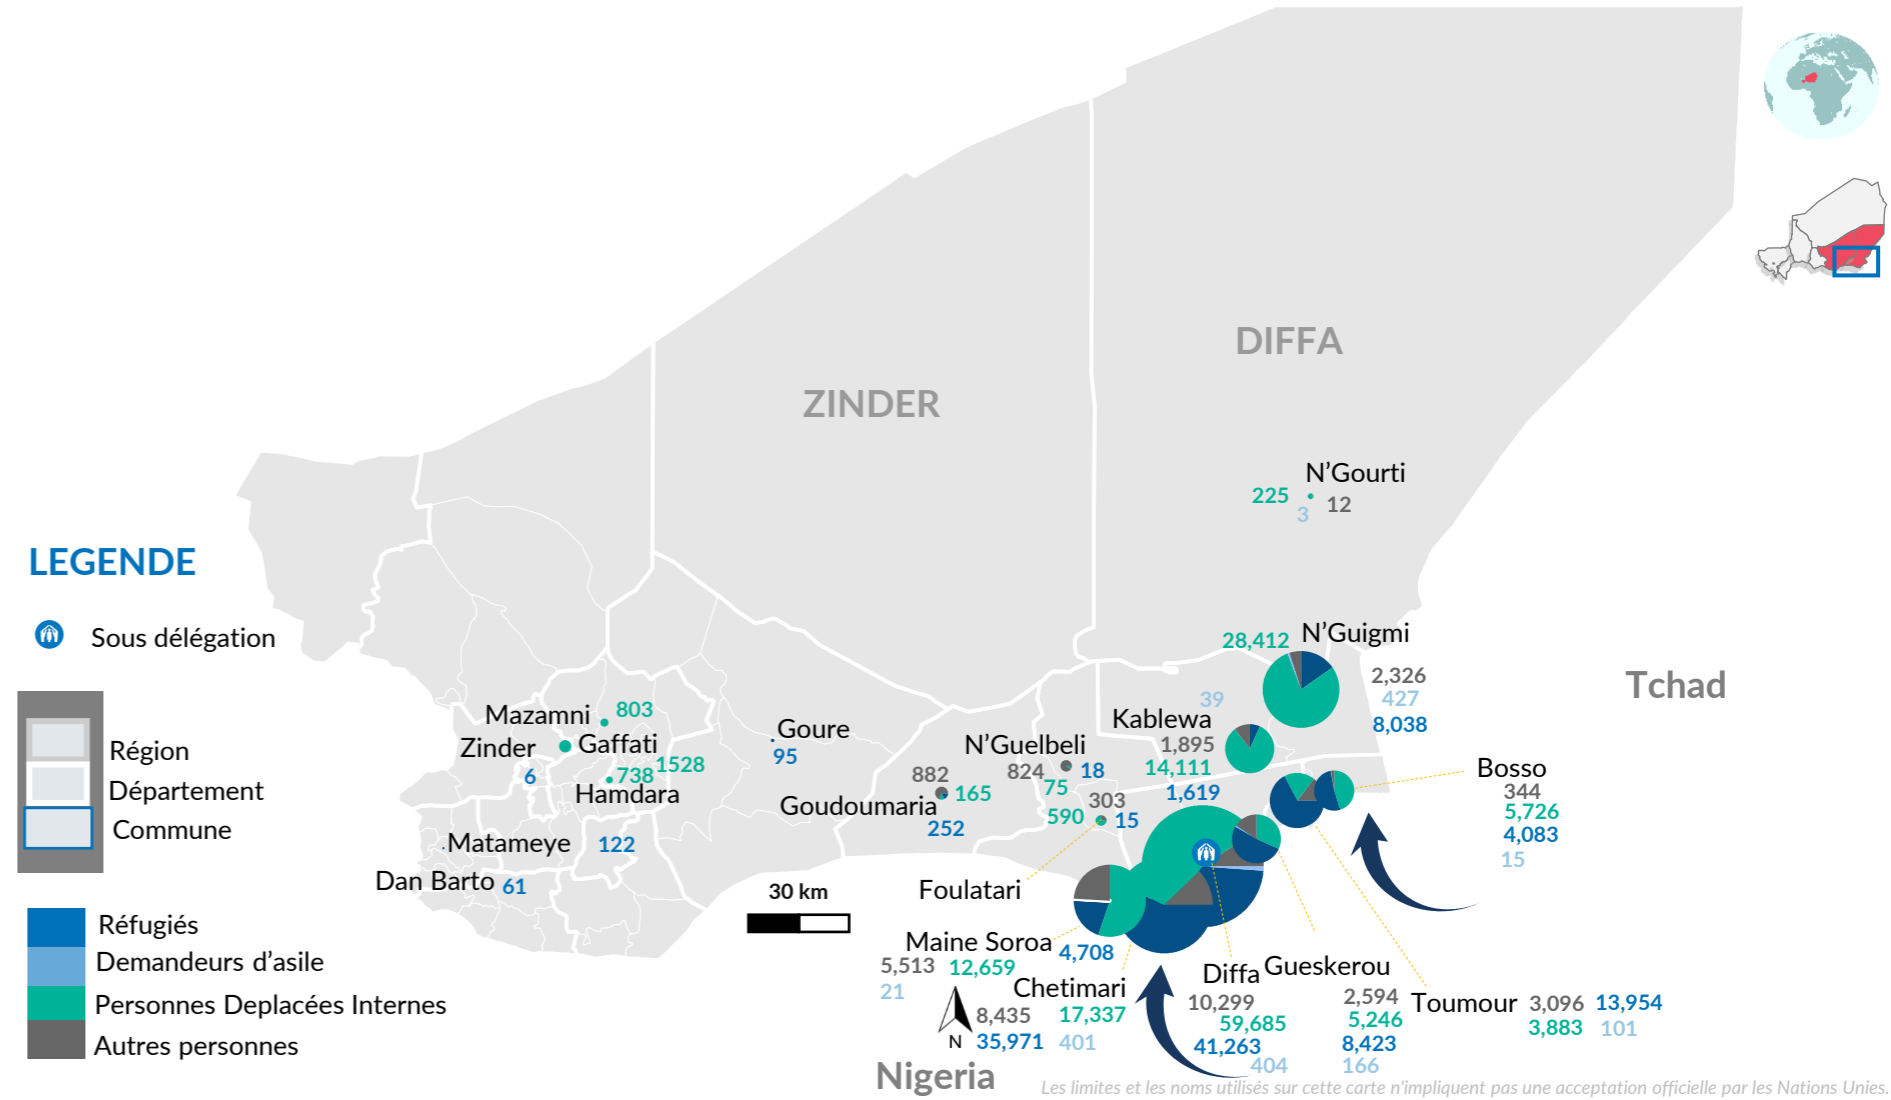 DIFFA
ZINDER
N’Gourti
225
12
3
LEGENDE
Sous délégation
Région
Département
Commune
Réfugiés
Demandeurs d’asile
Personnes Deplacées Internes
Autres personnes
28,412 N’Guigmi
2,326
427
8,038
Tchad
39
Kablewa
1,895
14,111
1,619
Mazamni 803
Zinder
Gaffati
6
738 1528
Hamdara
Goure
95
N’Guelbeli
824 18
75
882
Goudoumaria 165
252
303
590 15
Foulatari
Matameye 122
Dan Barto 61
30 km
Bosso
344
5,726
4,083
15
Maine Soroa 4,708
5,513 12,659
21
Chetimari
8,435 17,337
35,971 401
N
Diffa
10,299
59,685
41,263
404
Gueskerou
2,594
5,246
8,423
166
Toumour 3,096 13,954
3,883 101
Nigeria
Les limites et les noms utilisés sur cette carte n'impliquent pas une acceptation officielle par les Nations Unies.